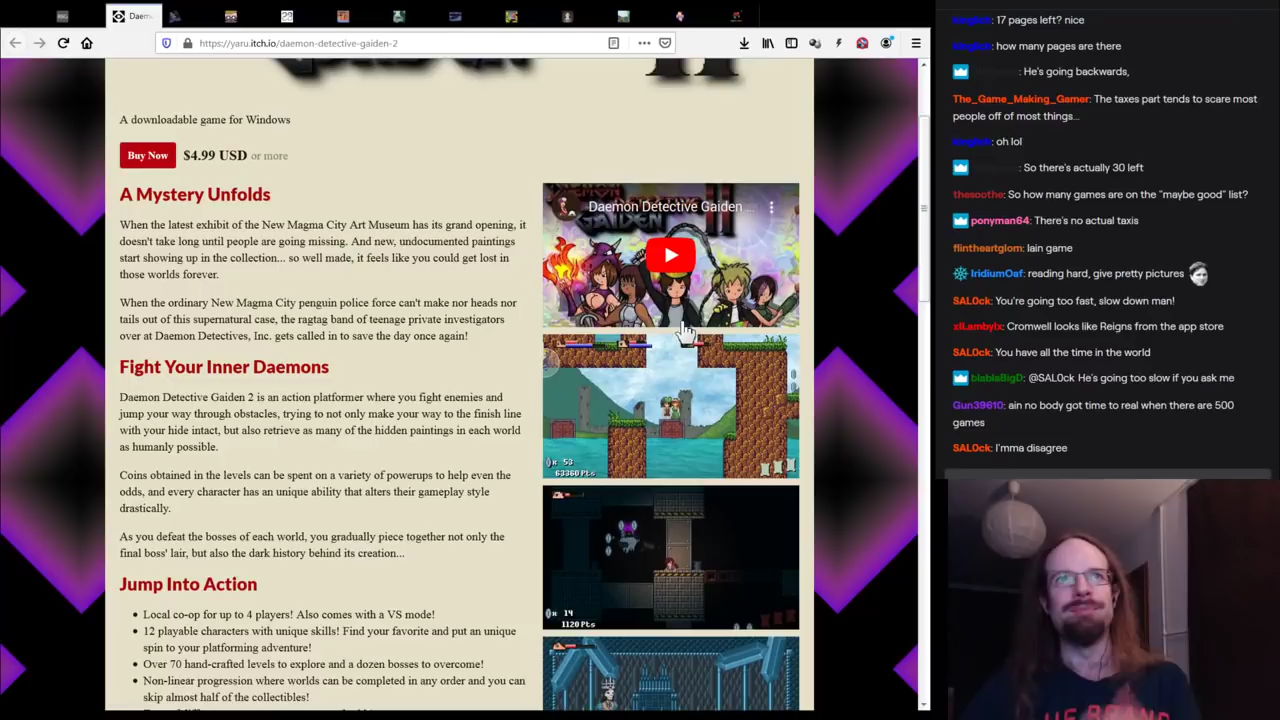 Daem
https://yaru.itch.io/daemon-detective-gaiden-2
A downloadable game for Windows
Buy Now $4.99 USD or more
A Mystery Unfolds
When the latest exhibit of the New Magma City Art Museum has its grand opening, it
doesn't take long until people are going missing. And new, undocumented paintings
start showing up in the collection... so well made, it feels like you could get lost in
those worlds forever.
When the ordinary New Magma City penguin police force can't make nor heads nor
tails out of this supernatural case, the ragtag band of teenage private investigators
over at Daemon Detectives, Inc. gets called in to save the day once again!
Fight Your Inner Daemons
Daemon Detective Gaiden 2 is an action platformer where you fight enemies and
jump your way through obstacles, trying to not only make your way to the finish line
with your hide intact, but also retrieve as many of the hidden paintings in each world
as humanly possible.
Coins obtained in the levels can be spent on a variety of powerups to help even the
odds, and every character has an unique ability that alters their gameplay style
drastically.
As you defeat the bosses of each world, you gradually piece together not only the
final boss' lair, but also the dark history behind its creation...
Jump Into Action
• Local co-op for up to 4 players! Also comes with a VS mode!
• 12 playable characters with unique skills! Find your favorite and put an unique
spin to your platforming adventure!
• Over 70 hand-crafted levels to explore and a dozen bosses to overcome!
• Non-linear progression where worlds can be completed in any order and you can
skip almost half of the collectibles!
Daemon Detective Gaiden ...
x 53
63360 Pts
x 14
1120 Pts
: 17 pages left? nice
: how many pages are there
: He's going backwards,
The_Game_Making_Gamer: The taxes part tends to scare most
people off of most things...
: oh lol
: So there's actually 30 left
thesoothe: So how many games are on the "maybe good" list?
ponyman64: There's no actual taxis
flintheartglom: lain game
IridiumOaf: reading hard, give pretty pictures
SAL0ck: You're going too fast, slow down man!
xILambyIx: Cromwell looks like Reigns from the app store
SAL0ck: You have all the time in the world
blablaBigD: @SAL0ck He's going too slow if you ask me
Gun39610: ain no body got time to real when there are 500
games
SAL0ck: I'mma disagree